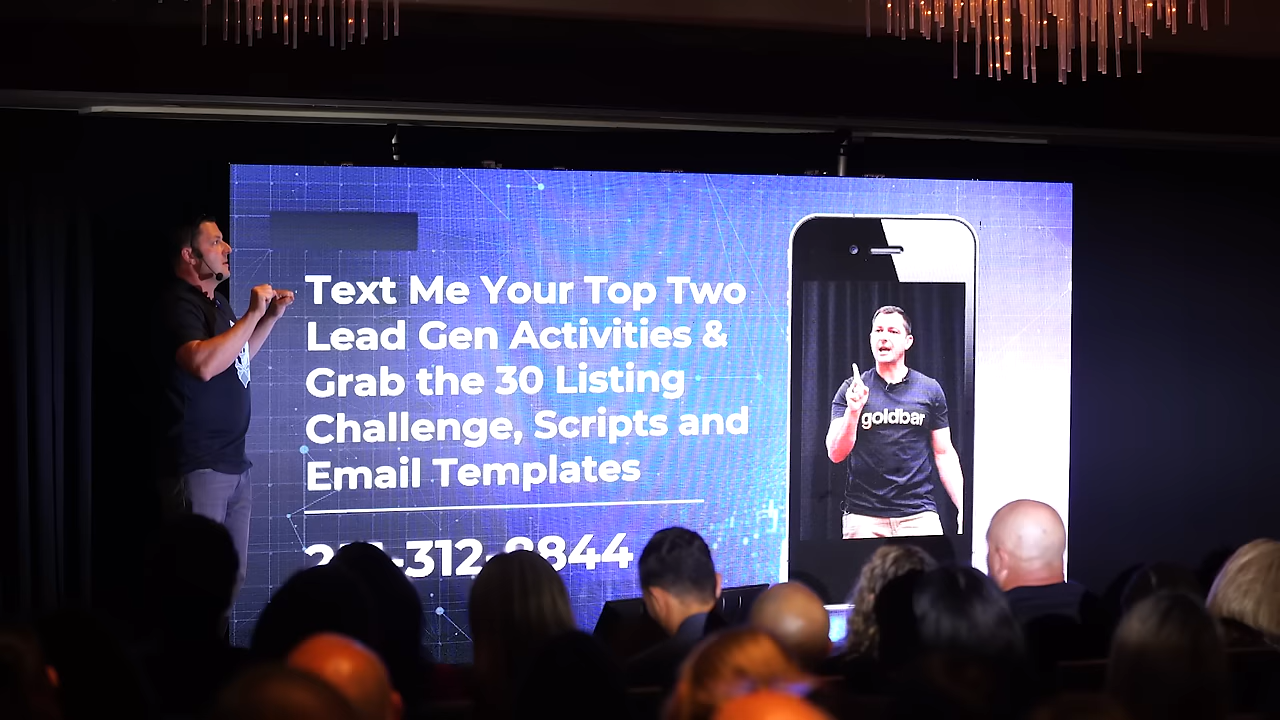 Text Me Your Top Two
Lead Gen Activities &
Grab the 30 Listing
Challenge, Scripts and
Email Templates
goldbar